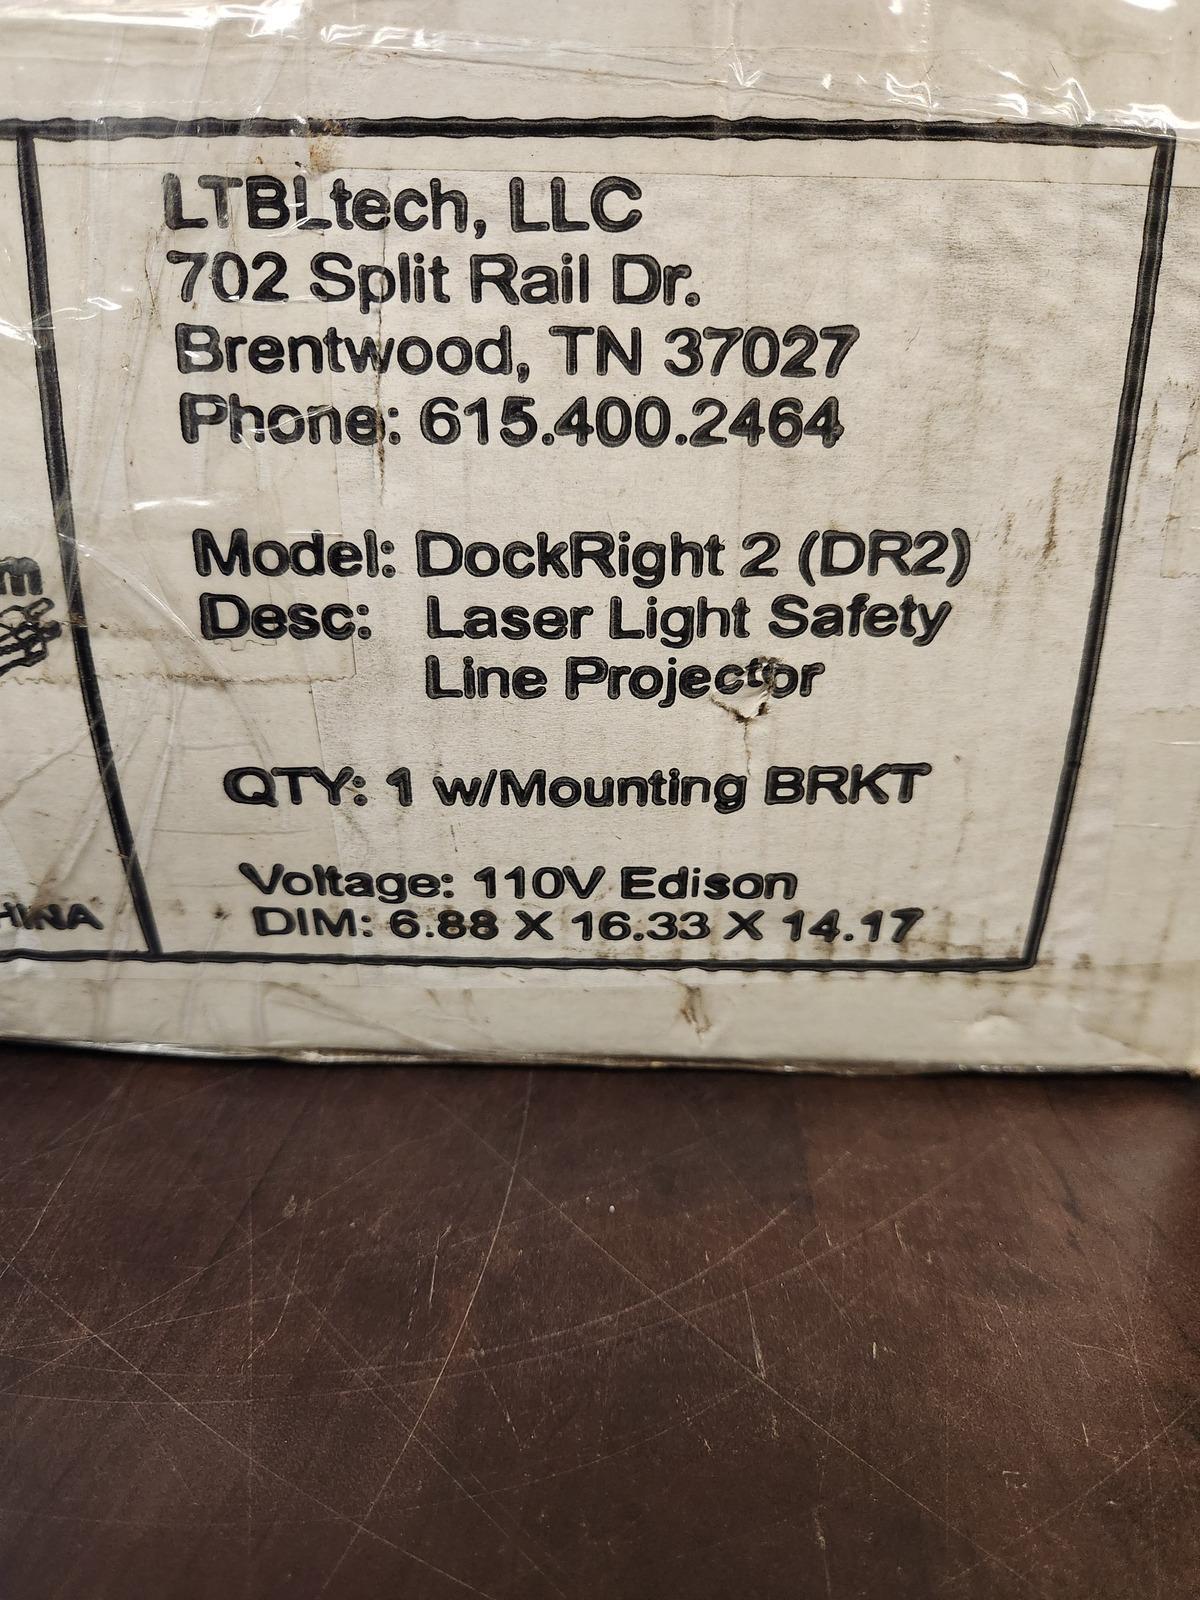 LTBLtech, LLC
702 Split Rail Dr.
Brentwood, TN 37027
Phone: 615.400.2464
Model: DockRight 2 (DR2)
Desc: Laser Light Safety
Line Projector
QTY: 1 w/Mounting BRKT
Voltage: 110V Edison
DIM: 6.88 X 16.33 X 14.17